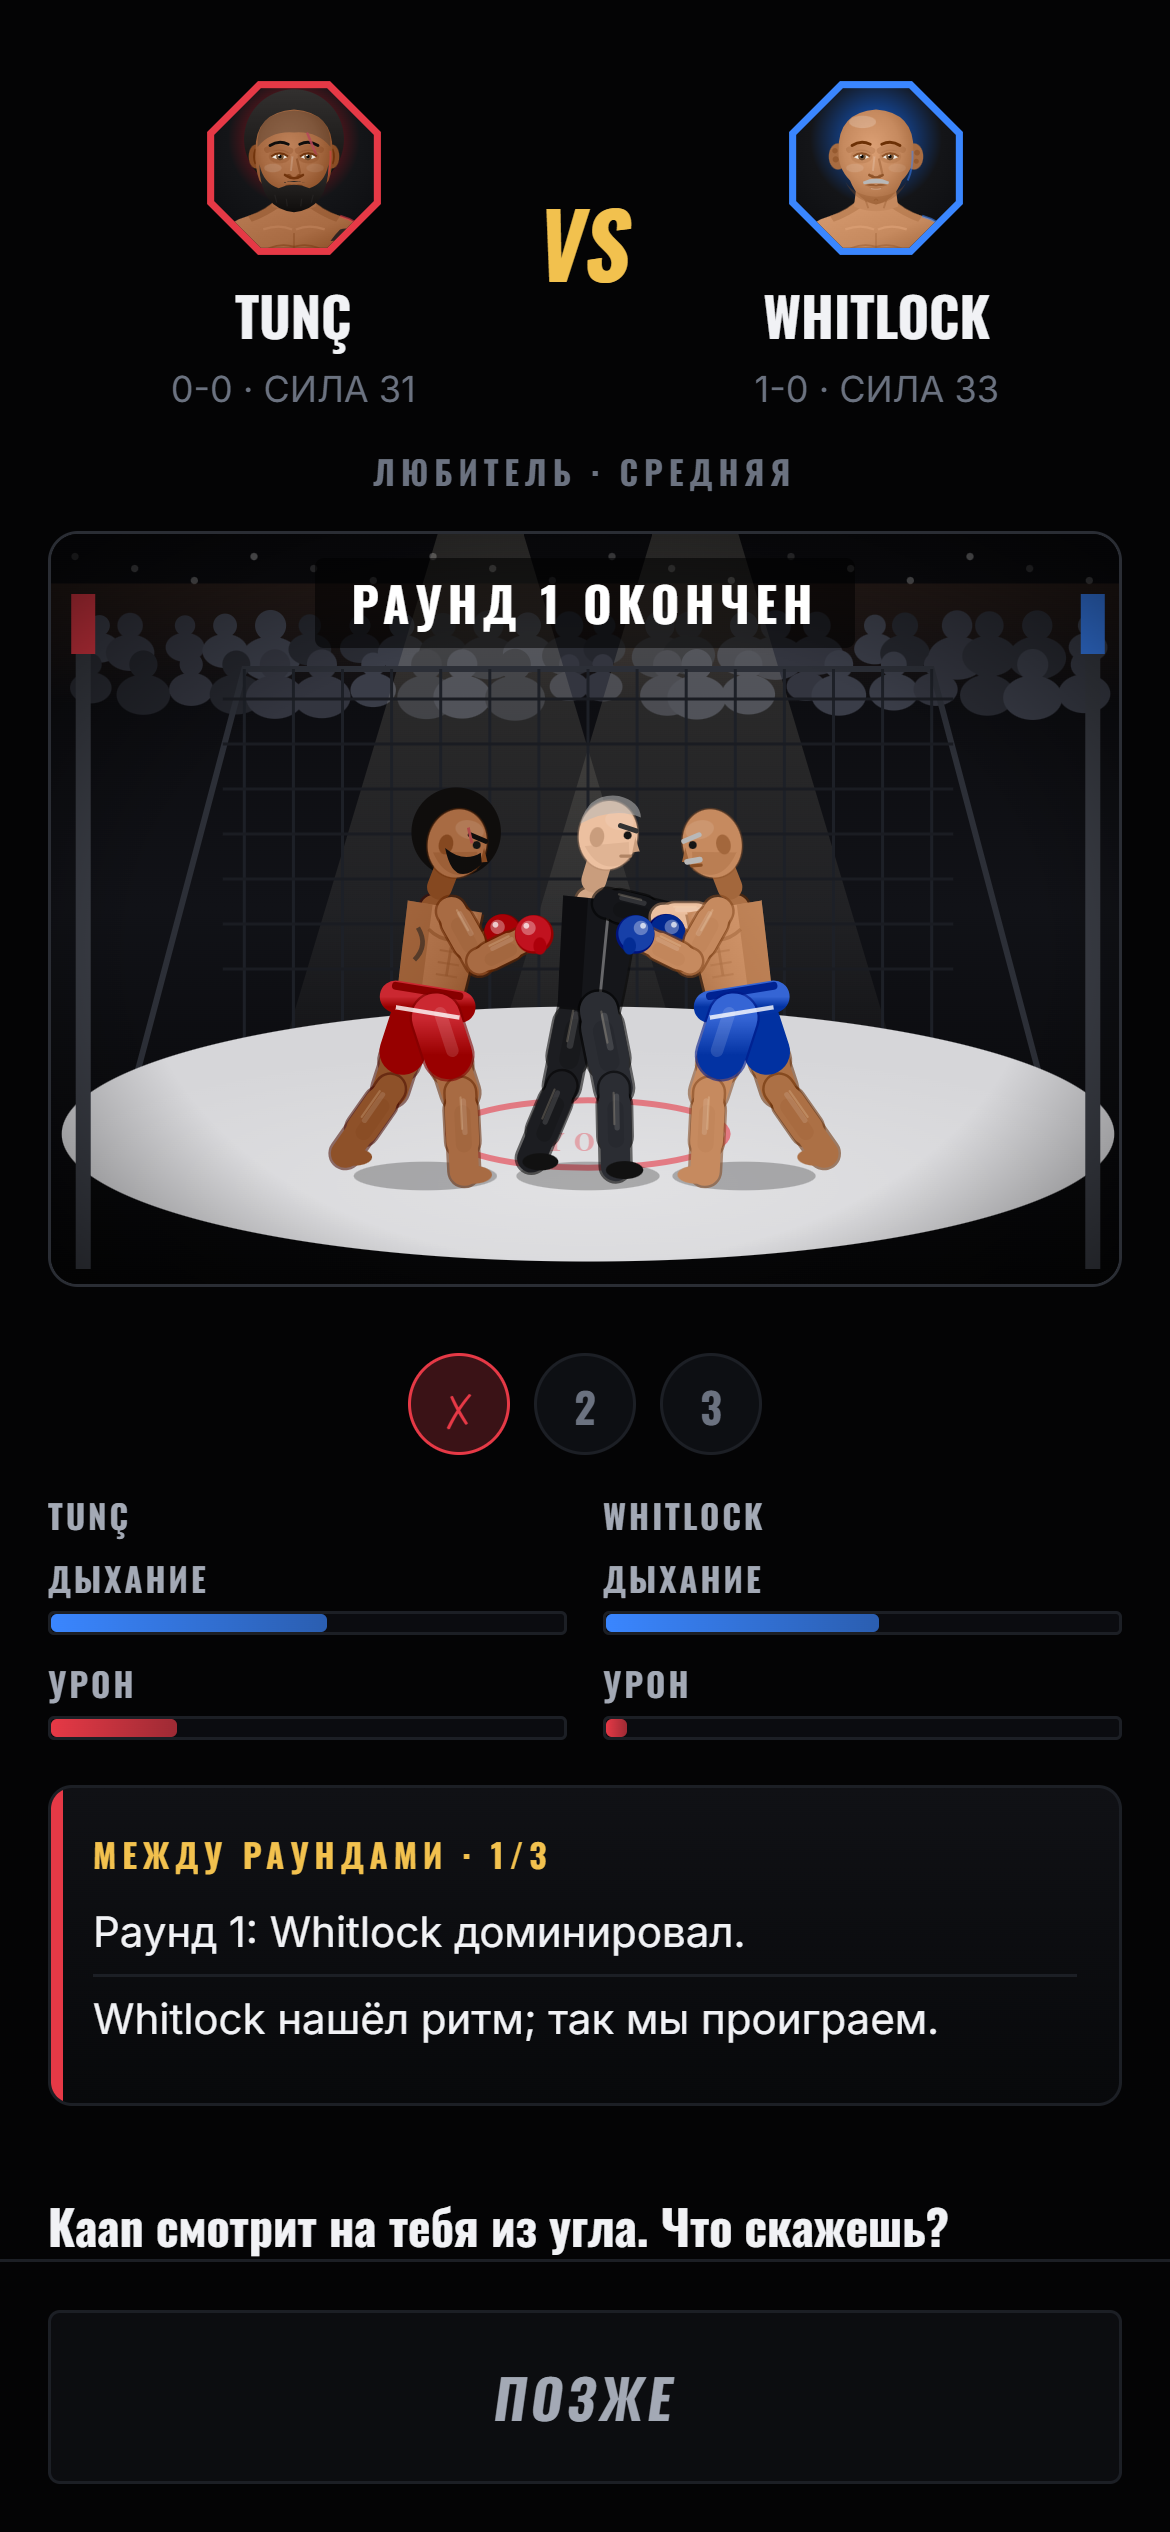 VS
TUNÇ
WHITLOCK
0-0 · СИЛА 31
1-0 · СИЛА 33
ЛЮБИТЕЛЬ · СРЕДНЯЯ
РАУНД 1 ОКОНЧЕН
✗ 2 3
TUNÇ
WHITLOCK
ДЫХАНИЕ
ДЫХАНИЕ
УРОН
УРОН
МЕЖДУ РАУНДАМИ · 1/3
Раунд 1: Whitlock доминировал.
Whitlock нашёл ритм; так мы проиграем.
Kaan смотрит на тебя из угла. Что скажешь?
ПОЗЖЕ